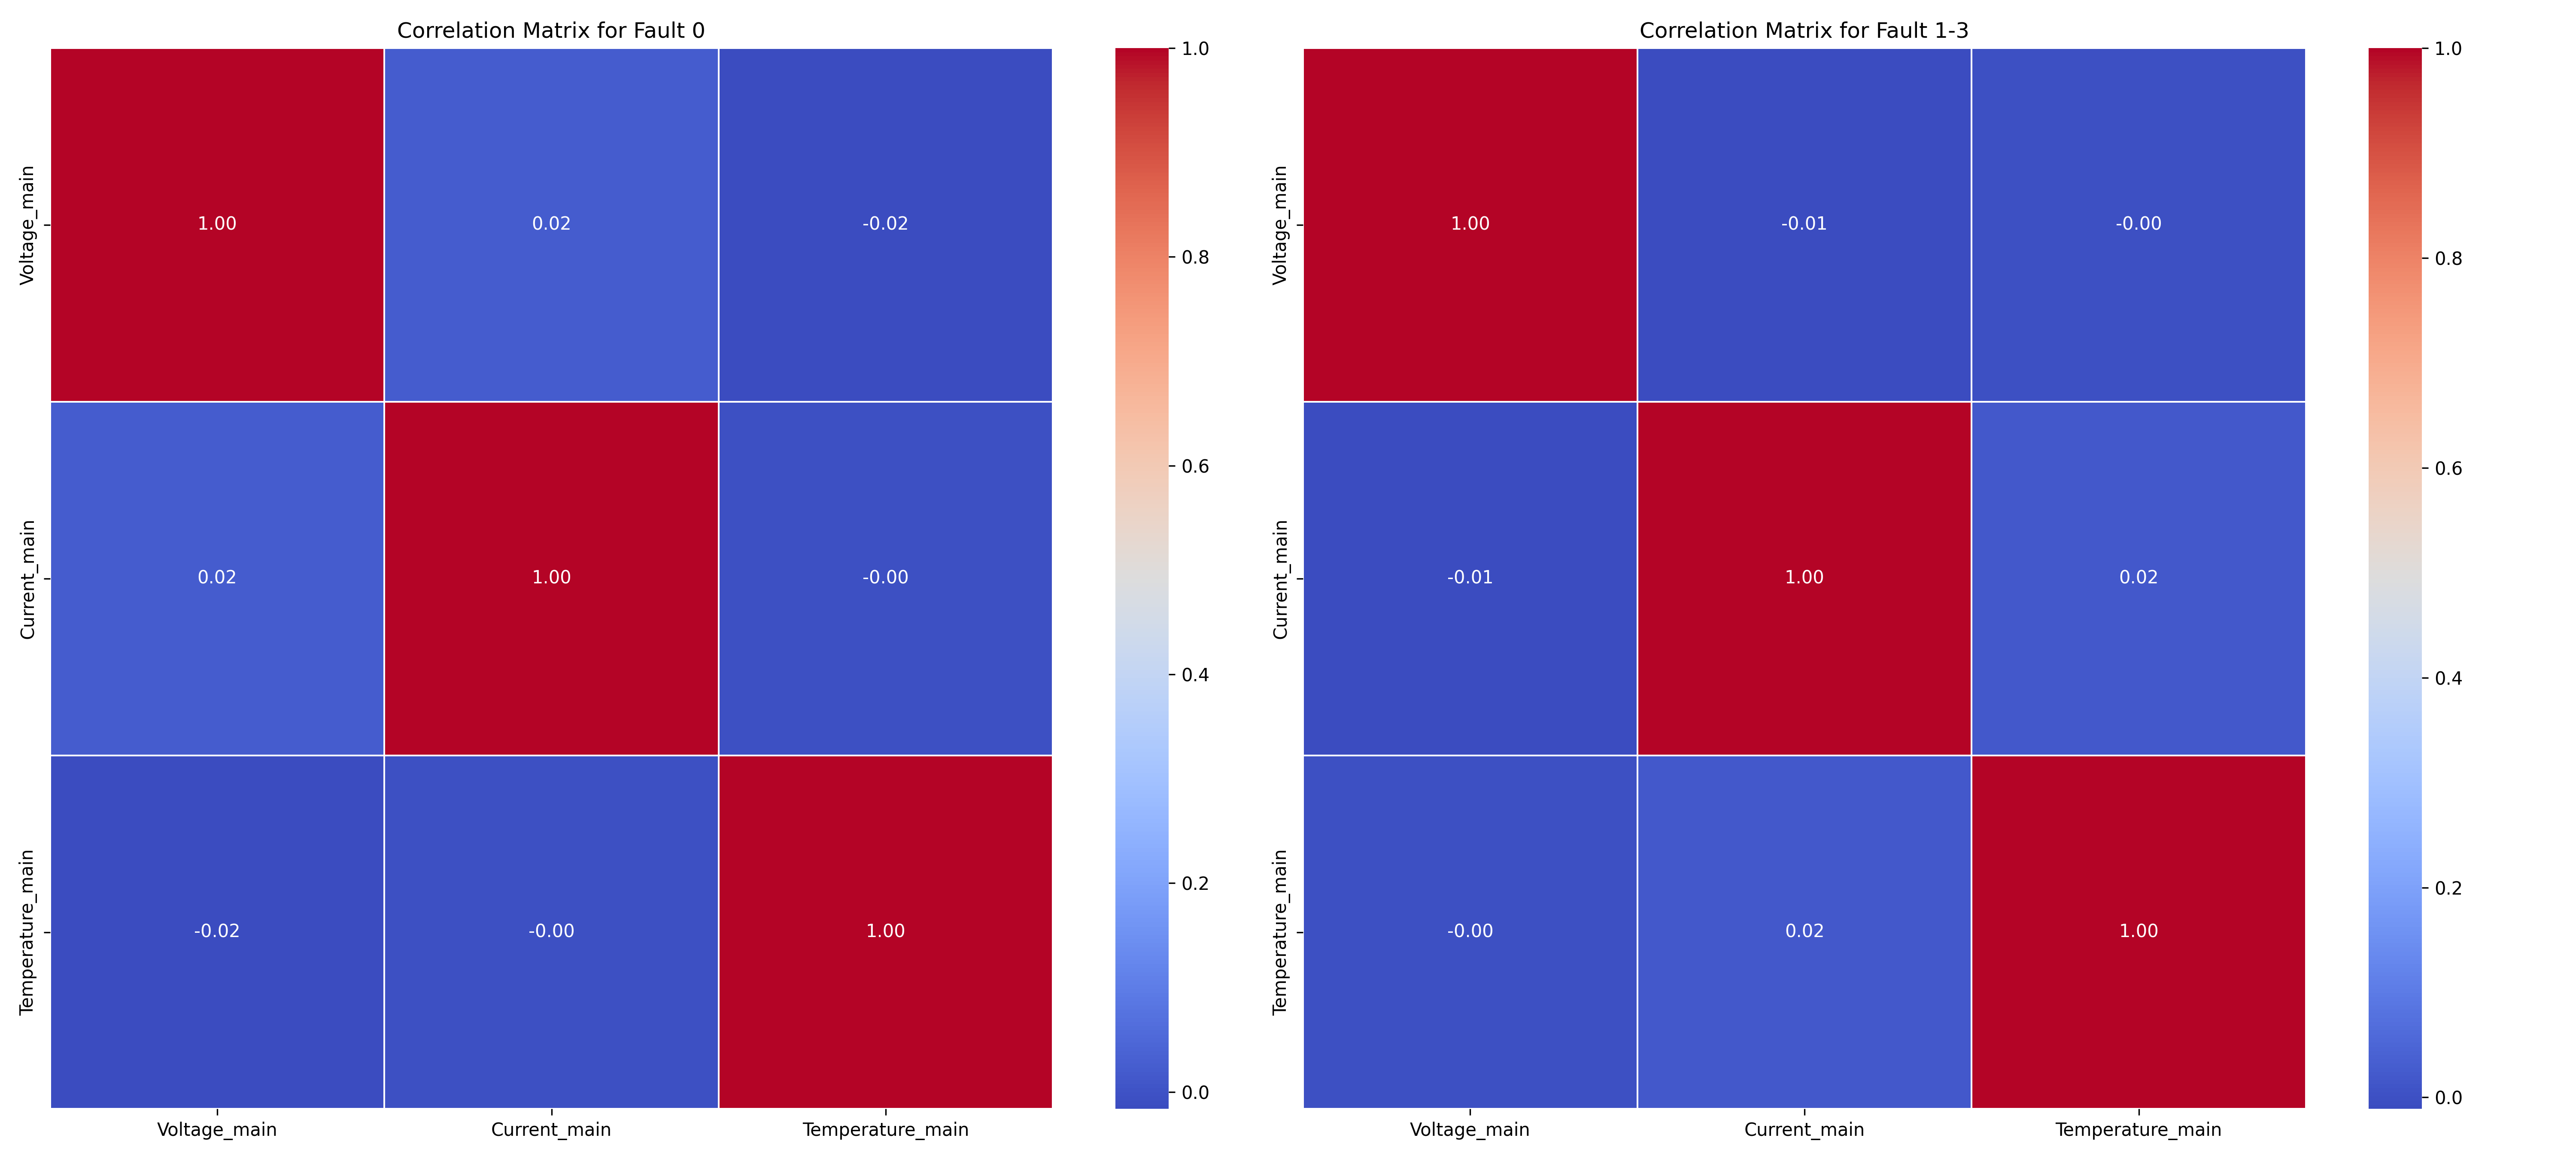 Correlation Matrix for Fault 0
Voltage_main
1.00 0.02 -0.02
Current_main
0.02 1.00 -0.00
Temperature_main
-0.02 -0.00 1.00
Voltage_main Current_main Temperature_main
1.0
0.8
0.6
0.4
0.2
0.0
Correlation Matrix for Fault 1-3
Voltage_main
1.00 -0.01 -0.00
Current_main
-0.01 1.00 0.02
Temperature_main
-0.00 0.02 1.00
Voltage_main Current_main Temperature_main
1.0
0.8
0.6
0.4
0.2
0.0